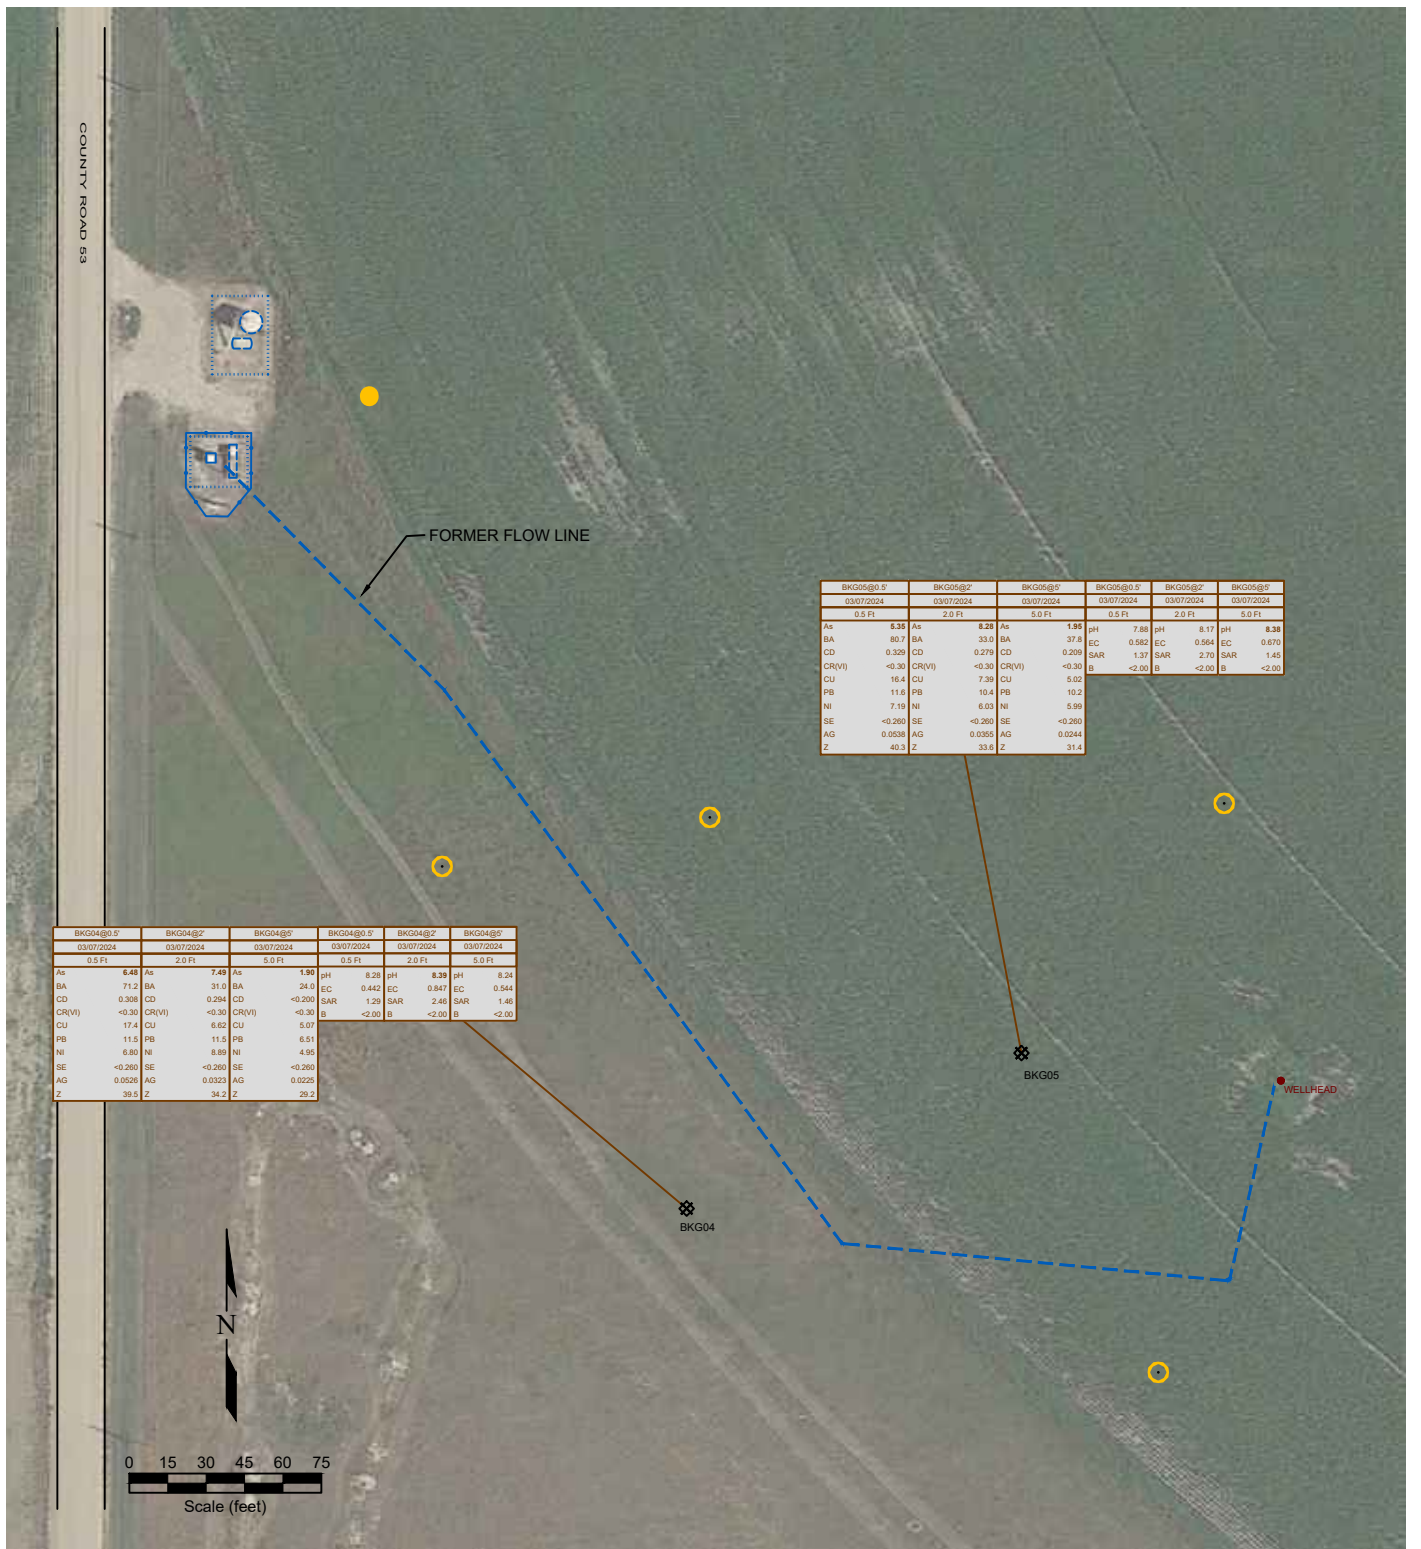 COUNTY ROAD 53
FORMER FLOW LINE
BKG05@0.5' BKG05@2' BKG05@5' BKG05@0.5' BKG05@2' BKG05@5'
03/07/2024 03/07/2024 03/07/2024 03/07/2024 03/07/2024 03/07/2024
0.5 Ft 2.0 Ft 5.0 Ft 0.5 Ft 2.0 Ft 5.0 Ft
As 5.35 As 8.28 As 1.95 pH 7.88 pH 8.17 pH 8.38
BA 80.7 BA 33.0 BA 37.8 EC 0.582 EC 0.564 EC 0.670
CD 0.329 CD 0.279 CD 0.209 SAR 1.37 SAR 2.70 SAR 1.45
CR(VI) <0.30 CR(VI) <0.30 CR(VI) <0.30 B <2.00 B <2.00 B <2.00
CU 16.4 CU 7.39 CU 5.02
PB 11.6 PB 10.4 PB 10.2
NI 7.19 NI 6.03 NI 5.99
SE <0.260 SE <0.260 SE <0.260
AG 0.0538 AG 0.0355 AG 0.0244
Z 40.3 Z 33.6 Z 31.4
BKG04@0.5' BKG04@2' BKG04@5' BKG04@0.5' BKG04@2' BKG04@5'
03/07/2024 03/07/2024 03/07/2024 03/07/2024 03/07/2024 03/07/2024
0.5 Ft 2.0 Ft 5.0 Ft 0.5 Ft 2.0 Ft 5.0 Ft
As 6.48 As 7.49 As 1.90 pH 8.28 pH 8.39 pH 8.24
BA 71.2 BA 31.0 BA 24.0 EC 0.442 EC 0.847 EC 0.544
CD 0.308 CD 0.294 CD <0.200 SAR 1.29 SAR 2.46 SAR 1.46
CR(VI) <0.30 CR(VI) <0.30 CR(VI) <0.30 B <2.00 B <2.00 B <2.00
CU 17.4 CU 6.62 CU 5.07
PB 11.5 PB 11.5 PB 6.51
NI 6.80 NI 8.89 NI 4.95
SE <0.260 SE <0.260 SE <0.260
AG 0.0526 AG 0.0323 AG 0.0225
Z 39.5 Z 34.2 Z 29.2
BKG05
WELLHEAD
BKG04
N
0 15 30 45 60 75
Scale (feet)